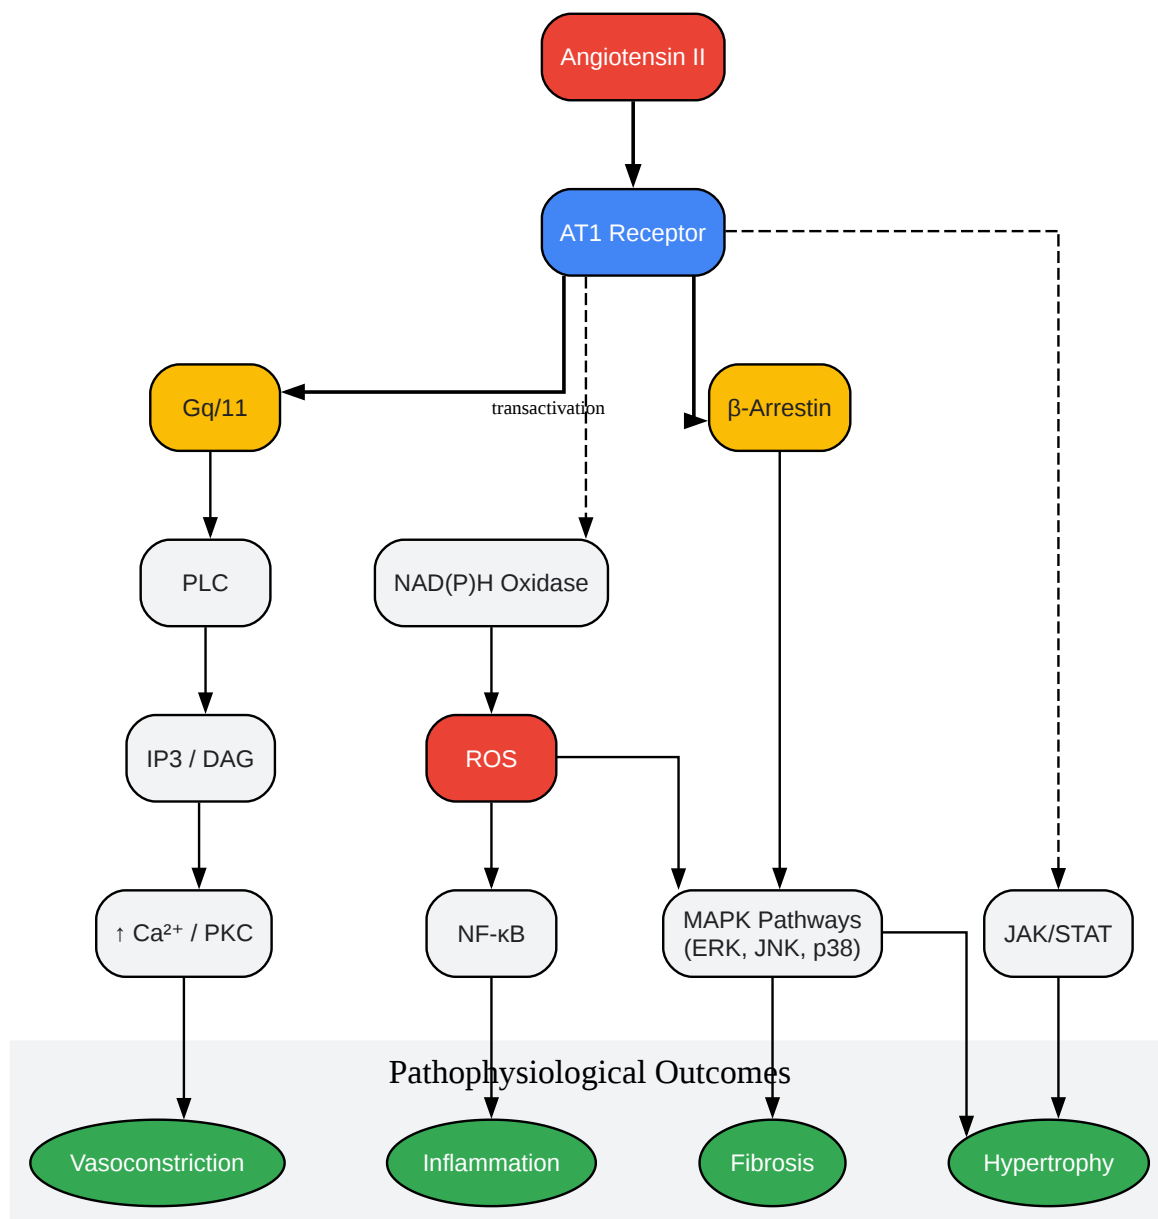 Angiotensin II
AT1 Receptor
Gq/11
transactivation
β-Arrestin
PLC
NAD(P)H Oxidase
IP3 / DAG
ROS
↑ Ca²⁺ / PKC
NF-κB
MAPK Pathways
(ERK, JNK, p38)
JAK/STAT
Pathophysiological Outcomes
Vasoconstriction
Inflammation
Fibrosis
Hypertrophy